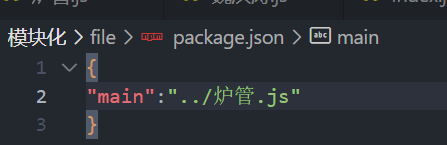 模块化 > file > package.json > main
1 {
2 "main":"../炉管.js"
3 }